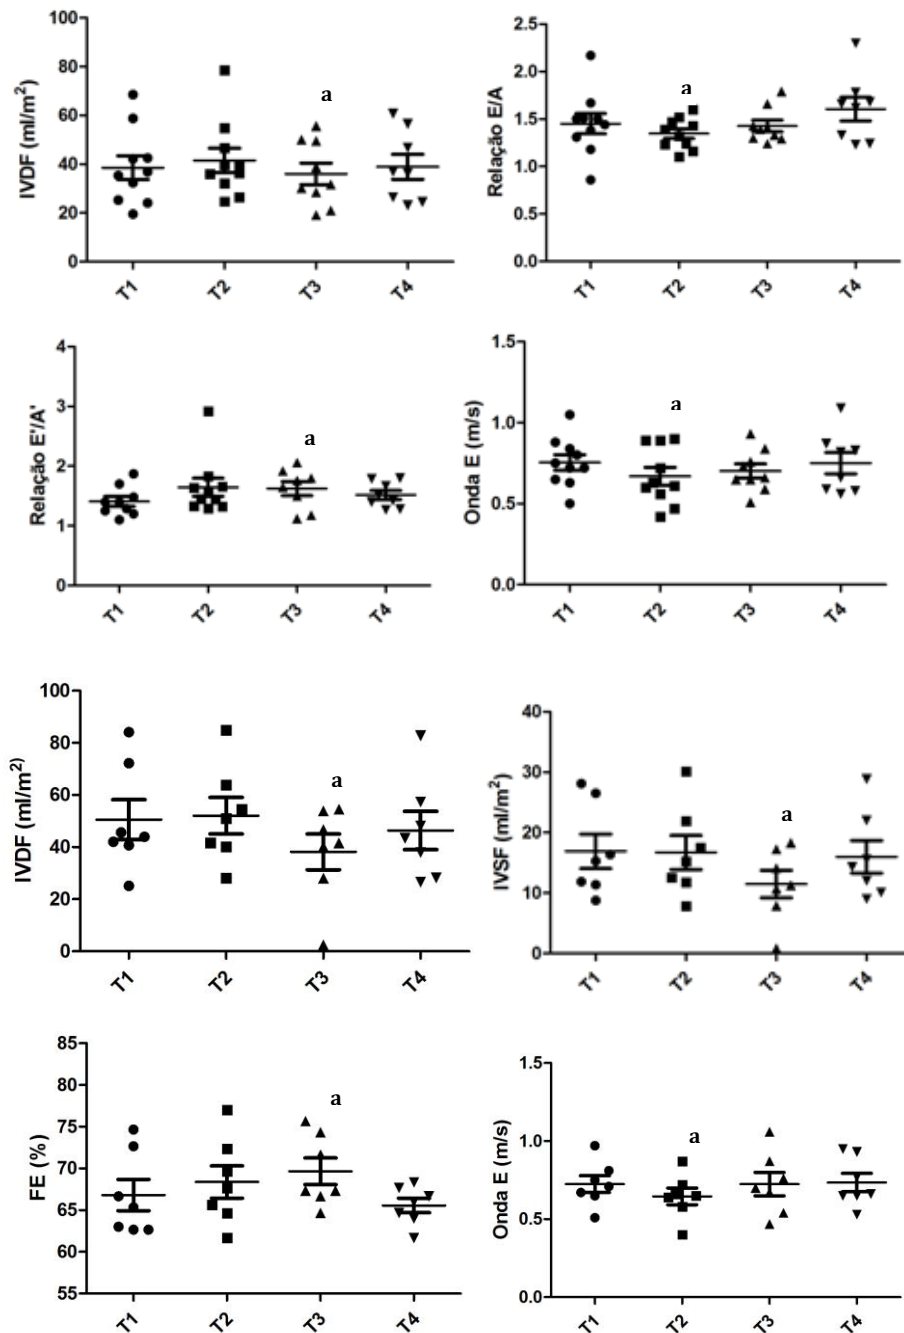 100
80
60
40
20
0
IVDF (ml/m²)
a
T1
T2
T3
T4
2.5
2.0
1.5
1.0
0.5
0.0
Relação E/A
a
T1
T2
T3
T4
4
3
2
1
0
Relação E'/A'
a
T1
T2
T3
T4
1.5
1.0
0.5
0.0
Onda E (m/s)
a
T1
T2
T3
T4
100
80
60
40
20
0
IVDF (ml/m²⁾
a
T1
T2
T3
T4
40
30
20
10
0
IVSF (ml/m²)
a
T1
T2
T3
T4
85
80
75
70
65
60
55
FE (%)
a
T1
T2
T3
T4
1.5
1.0
0.5
0.0
Onda E (m/s)
a
T1
T2
T3
T4